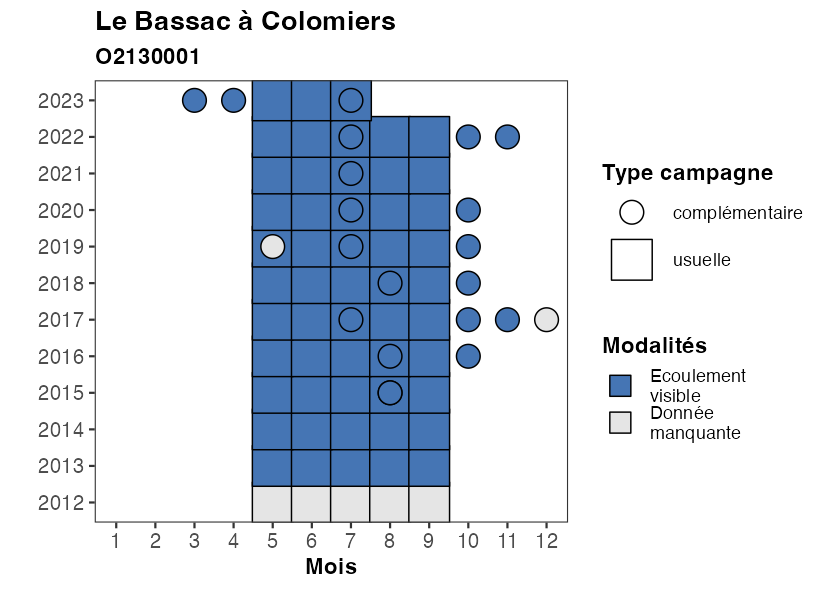 Le Bassac à Colomiers
O2130001
2023
2022
2021
2020
2019
2018
2017
2016
2015
2014
2013
2012
1 2 3 4 5 6 7 8 9 10 11 12
Mois
Type campagne
complémentaire
usuelle
Modalités
Ecoulement
visible
Donnée
manquante